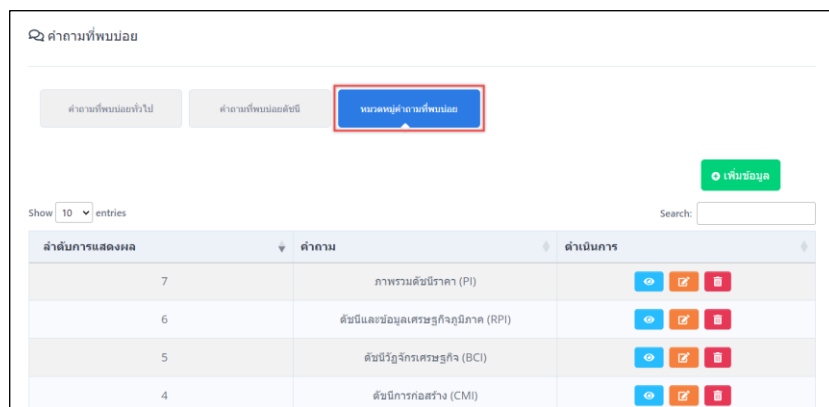 คำถามที่พบบ่อย
คำถามที่พบบ่อยทั่วไป คำถามที่พบบ่อยดัชนี หมวดหมู่คำถามที่พบบ่อย
เพิ่มข้อมูล
Show 10 entries Search:
ลำดับการแสดงผล คำถาม ดำเนินการ
7 ภาพรวมดัชนีราคา (PI)
6 ดัชนีและข้อมูลเศรษฐกิจภูมิภาค (RPI)
5 ดัชนีวัฏจักรเศรษฐกิจ (BCI)
4 ดัชนีการก่อสร้าง (CMI)